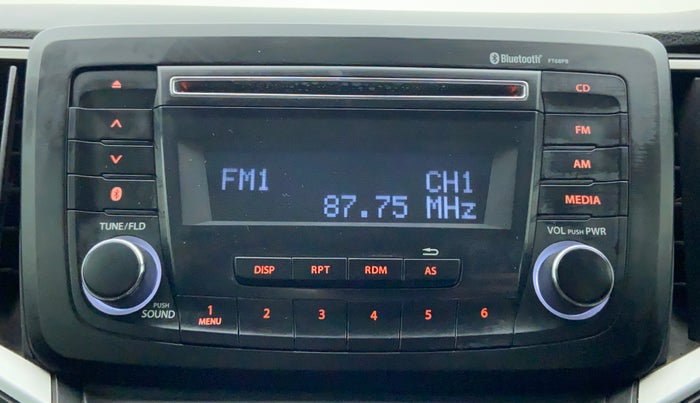 Bluetooth®
CD
FM
AM
MEDIA
FM1 CH1
87.75 MHz
TUNE/FLD
VOL PUSH PWR
DISP RPT RDM AS
PUSH
SOUND
1 2 3 4 5 6
MENU